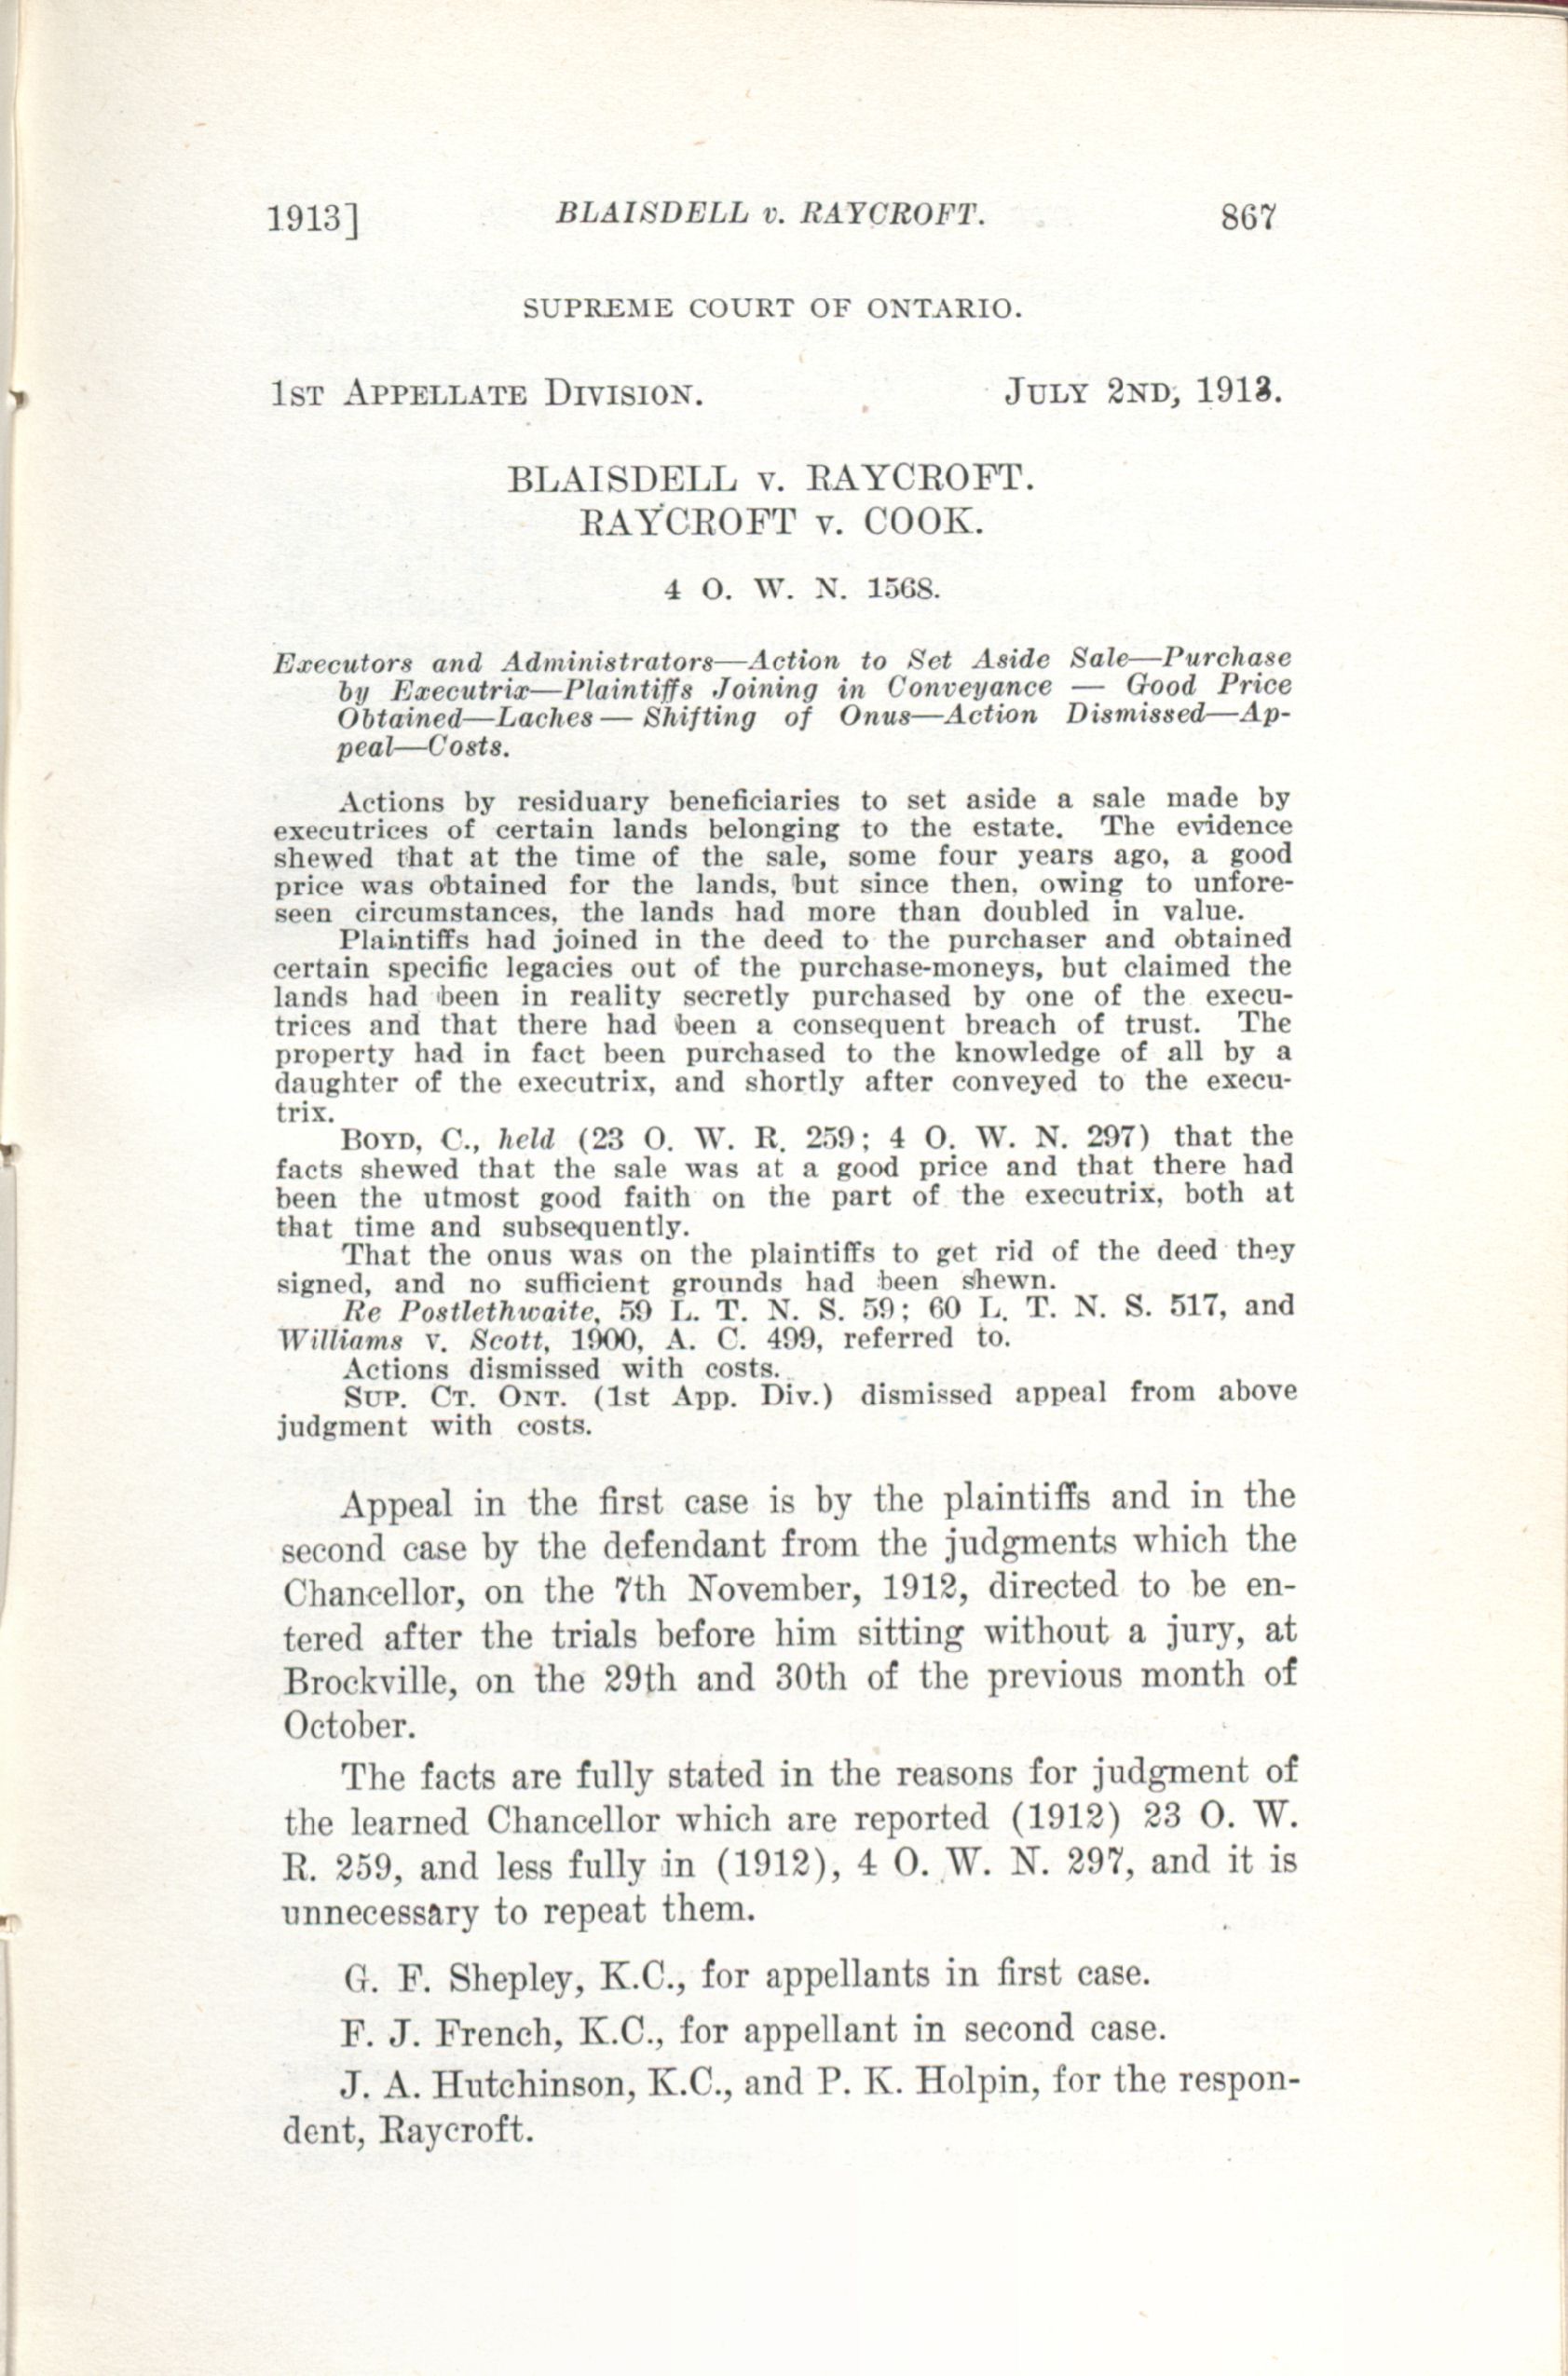 1913] BLAISDELL v. RAYCROFT. 867
SUPREME COURT OF ONTARIO.
1ST APPELLATE DIVISION. JULY 2ND, 1913.
BLAISDELL v. RAYCROFT.
RAYCROFT v. COOK.
4 O. W. N. 1568.
Executors and Administrators—Action to Set Aside Sale—Purchase
by Executrix—Plaintiffs Joining in Conveyance — Good Price
Obtained—Laches— Shifting of Onus—Action Dismissed—Ap-
peal—Costs.
Actions by residuary beneficiaries to set aside a sale made by
executrices of certain lands belonging to the estate. The evidence
shewed that at the time of the sale, some four years ago, a good
price was obtained for the lands, but since then, owing to unfore-
seen circumstances, the lands had more than doubled in value.
Plaintiffs had joined in the deed to the purchaser and obtained
certain specific legacies out of the purchase-moneys, but claimed the
lands had been in reality secretly purchased by one of the execu-
trices and that there had been a consequent breach of trust. The
property had in fact been purchased to the knowledge of all by a
daughter of the executrix, and shortly after conveyed to the execu-
trix.
BOYD, C., held (23 O. W. R. 259; 4 O. W. N. 297) that the
facts shewed that the sale was at a good price and that there had
been the utmost good faith on the part of the executrix, both at
that time and subsequently.
That the onus was on the plaintiffs to get rid of the deed they
signed, and no sufficient grounds had been shewn.
Re Postlethwaite, 59 L. T. N. S. 59; 60 L. T. N. S. 517, and
Williams v. Scott, 1900, A. C. 499, referred to.
Actions dismissed with costs.
SUP. CT. ONT. (1st App. Div.) dismissed appeal from above
judgment with costs.
Appeal in the first case is by the plaintiffs and in the
second case by the defendant from the judgments which the
Chancellor, on the 7th November, 1912, directed to be en-
tered after the trials before him sitting without a jury, at
Brockville, on the 29th and 30th of the previous month of
October.
The facts are fully stated in the reasons for judgment of
the learned Chancellor which are reported (1912) 23 O. W.
R. 259, and less fully in (1912), 4 O. W. N. 297, and it is
unnecessary to repeat them.
G. F. Shepley, K.C., for appellants in first case.
F. J. French, K.C., for appellant in second case.
J. A. Hutchinson, K.C., and P. K. Holpin, for the respon-
dent, Raycroft.